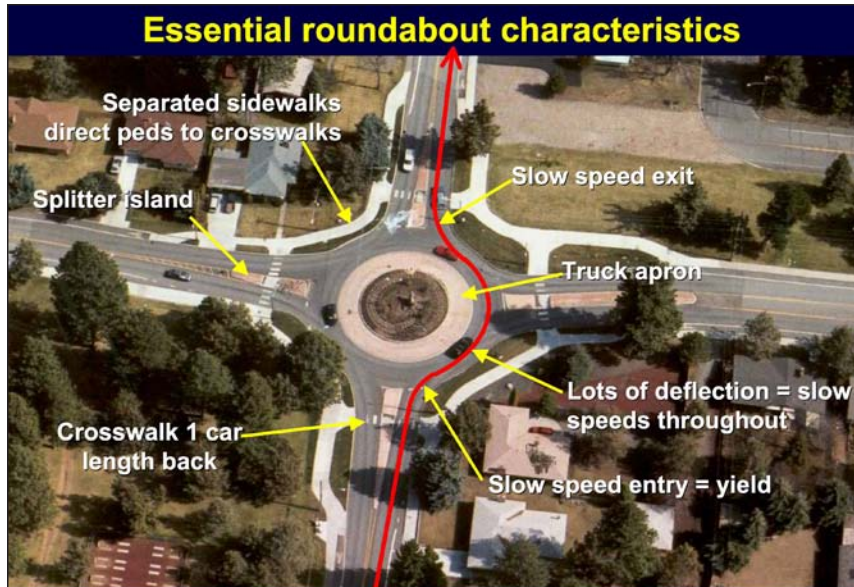 Essential roundabout characteristics
Separated sidewalks
direct peds to crosswalks
Slow speed exit
Splitter island
Truck apron
Lots of deflection = slow
speeds throughout
Crosswalk 1 car
length back
Slow speed entry = yield